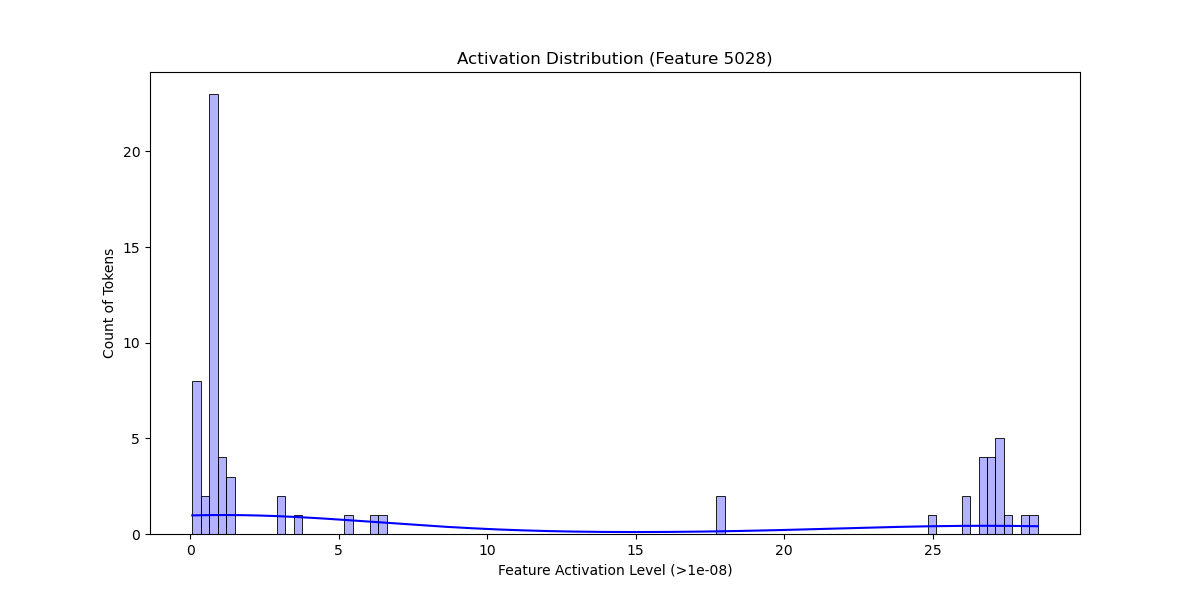 Activation Distribution (Feature 5028)
Count of Tokens
20
15
10
5
0
0 5 10 15 20 25
Feature Activation Level (>1e-08)